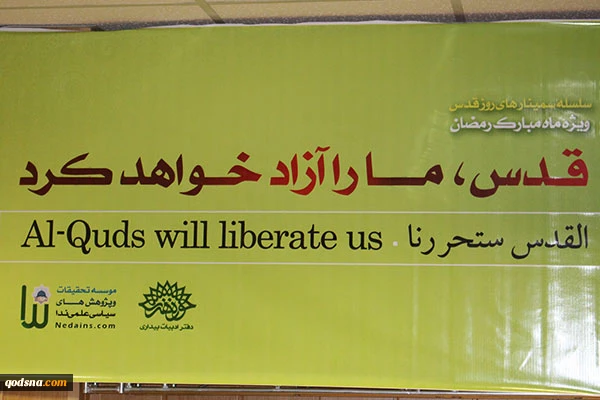 سلسله سمینارهای روز قدس
ویژه ماه مبارک رمضان
قدس، ما را آزاد خواهد کرد
Al-Quds will liberate us . القدس ستحررنا
موسسه تحقیقات
و پژوهش های
سیاسی علمی ندا
Nedains.com
ندا
دفتر ادبیات بیداری
qodsna.com